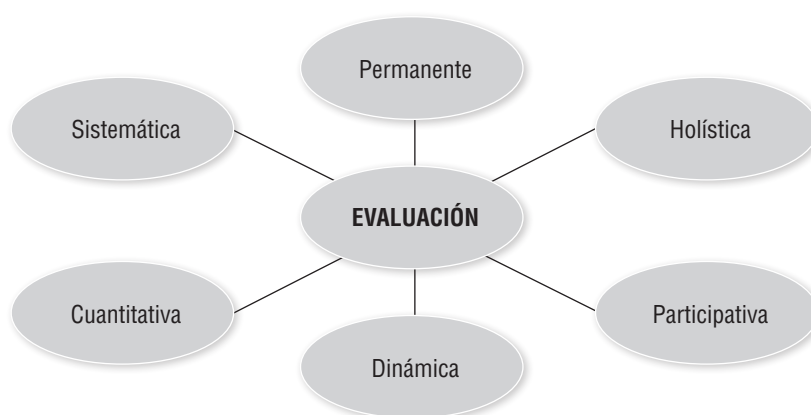 Permanente
Sistemática
Holística
EVALUACIÓN
Cuantitativa
Participativa
Dinámica